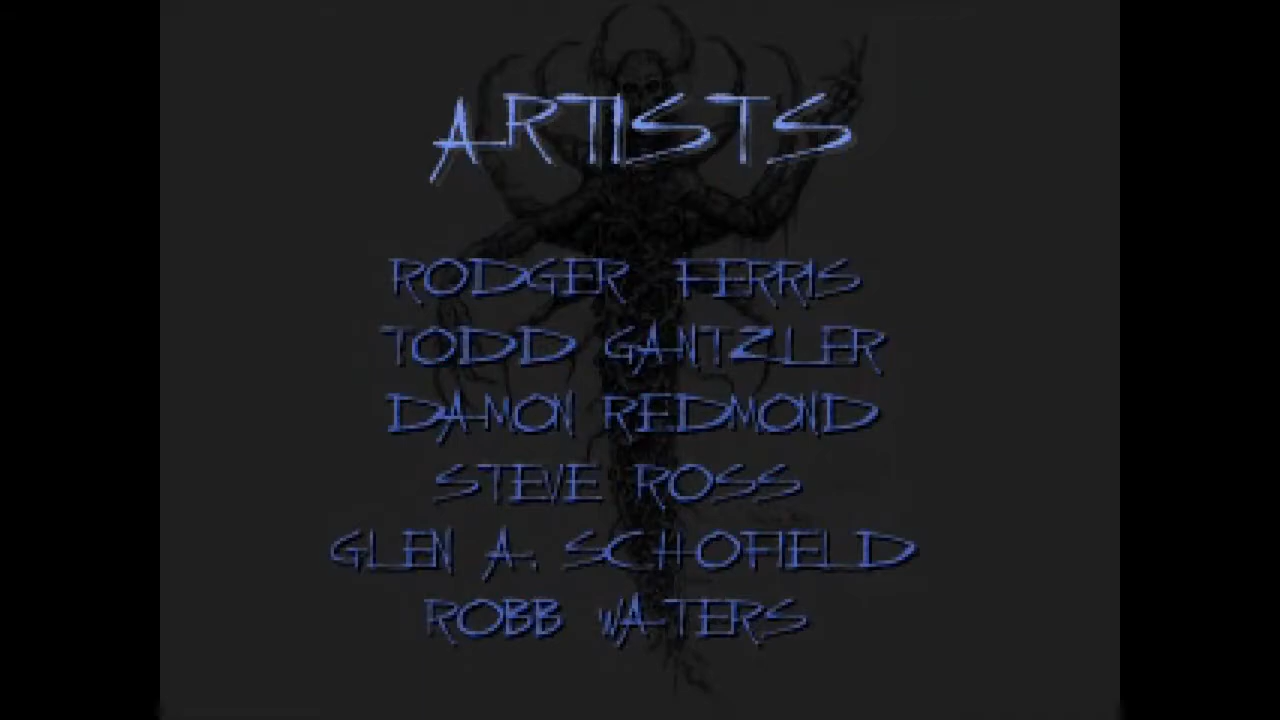 ARTISTS
RODGER FERRIS
TODD GANTZLER
DAMON REDMOND
STEVE ROSS
GLEN A. SCHOFIELD
ROBB WATERS